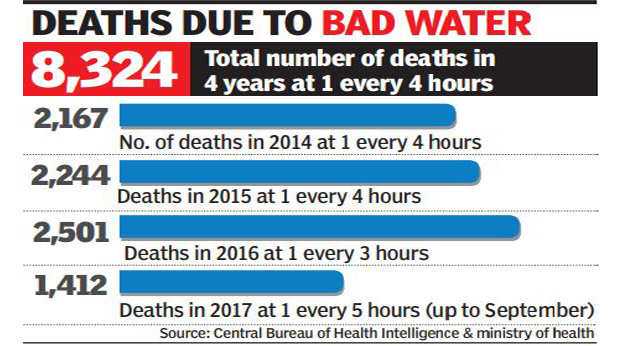 DEATHS DUE TO BAD WATER
8,324
Total number of deaths in
4 years at 1 every 4 hours
2,167
No. of deaths in 2014 at 1 every 4 hours
2,244
Deaths in 2015 at 1 every 4 hours
2,501
Deaths in 2016 at 1 every 3 hours
1,412
Deaths in 2017 at 1 every 5 hours (up to September)
Source: Central Bureau of Health Intelligence & ministry of health